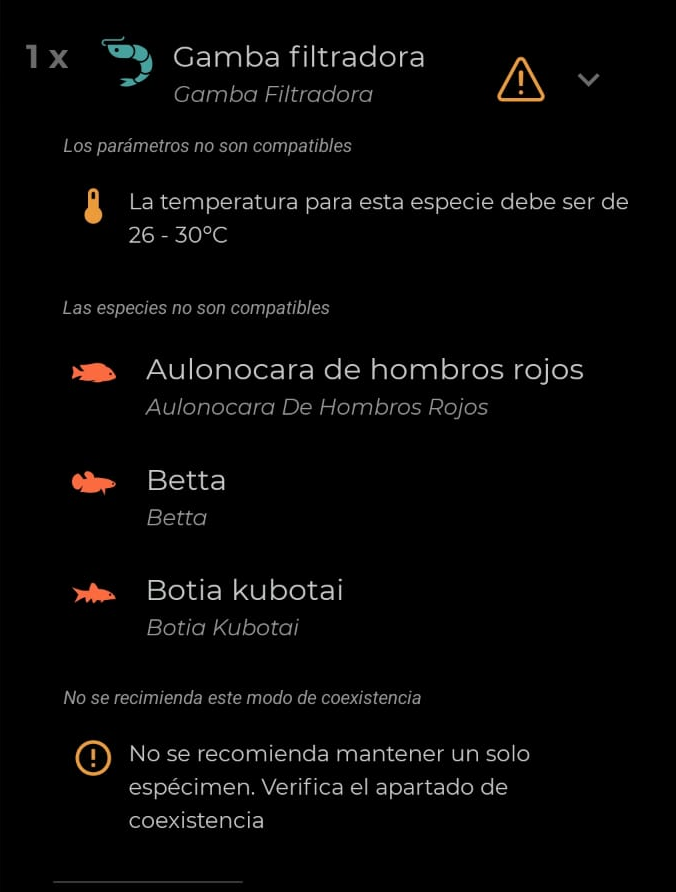 1 x
Gamba filtradora
Gamba Filtradora
Los parámetros no son compatibles
La temperatura para esta especie debe ser de
26 - 30ºC
Las especies no son compatibles
Aulonocara de hombros rojos
Aulonocara De Hombros Rojos
Betta
Betta
Botia kubotai
Botia Kubotai
No se recimienda este modo de coexistencia
No se recomienda mantener un solo
espécimen. Verifica el apartado de
coexistencia